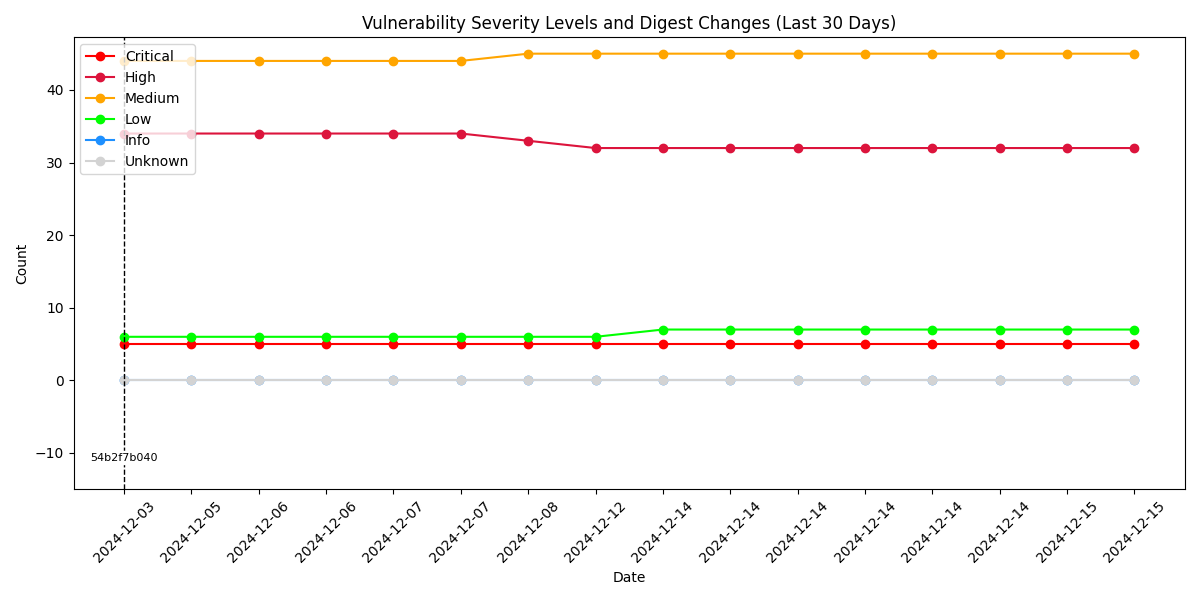 Vulnerability Severity Levels and Digest Changes (Last 30 Days)
Critical
High
Medium
Low
Info
Unknown
Count
40
30
20
10
0
−10
54b2f7b040
2024-12-03
2024-12-05
2024-12-06
2024-12-06
2024-12-07
2024-12-07
2024-12-08
2024-12-12
2024-12-14
2024-12-14
2024-12-14
2024-12-14
2024-12-14
2024-12-14
2024-12-15
2024-12-15
Date